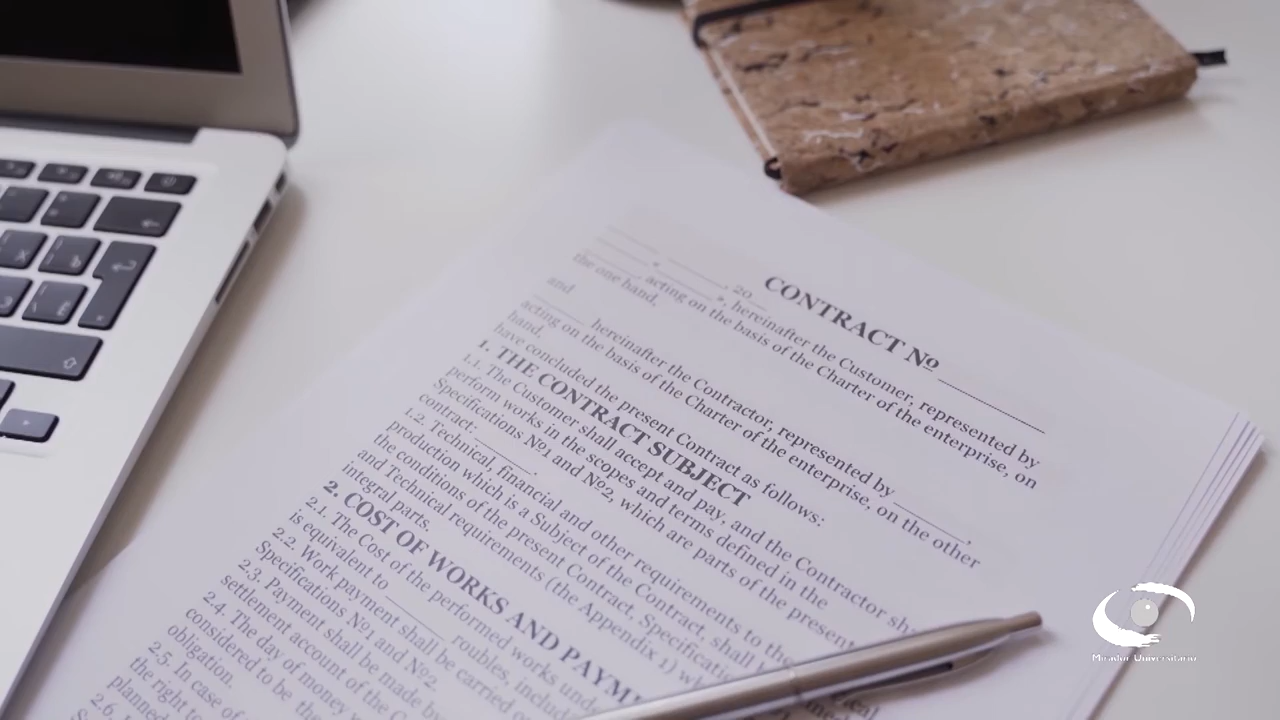 CONTRACT №
, 20
", hereinafter the Customer, represented by
acting on the basis of the Charter of the enterprise, on
the one hand,
and
hereinafter the Contractor, represented by
acting on the basis of the Charter of the enterprise, on the other
hand,
have concluded the present Contract as follows:
1. THE CONTRACT SUBJECT
1.1. The Customer shall accept and pay, and the Contractor
perform works in the scopes and terms defined in the
Specifications №1 and №2, which are parts of the present
contract:
1.2. Technical, financial and other requirements to the
production which is a Subject of the Contract, shall
the conditions of the present Contract,
and Technical requirements (the Appendix 1)
integral parts.
2. COST OF WORKS AND
2.1. The Cost of the performed works
is equivalent to roubles,
2.2. Work payment shall be carried
Specifications №1 and №2.
2.3. Payment shall be made by
settlement account of the
2.4. The day of money
considered to be the
obligation.
2.5. In case of
the right to
planned
2.6.
Mirador Universitario